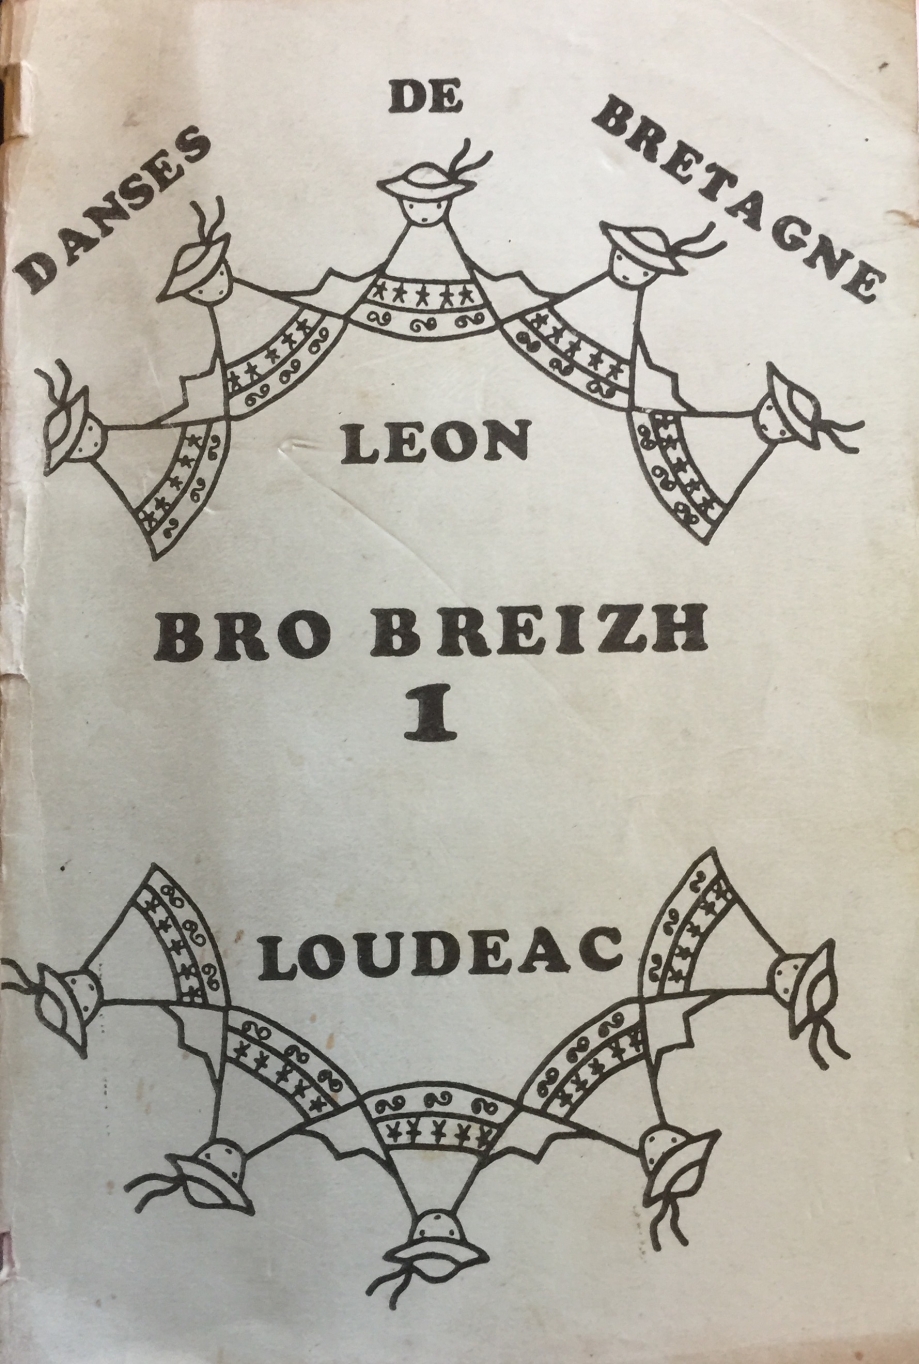 DANSES DE BRETAGNE
LEON
BRO BREIZH
1
LOUDEAC